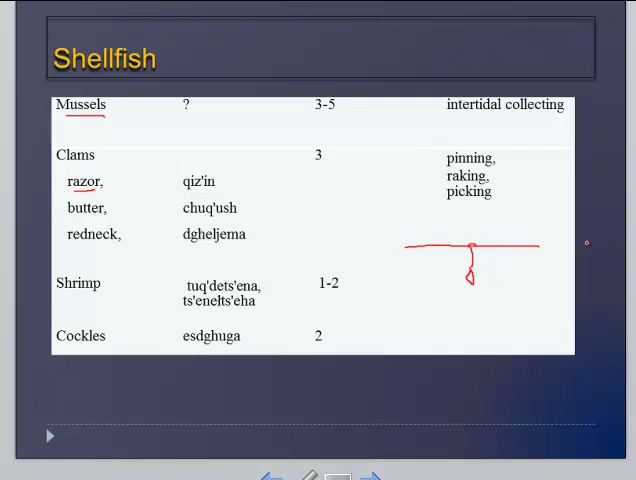 Shellfish
Mussels ? 3-5 intertidal collecting
Clams 3 pinning,
razor, qiz'in raking,
picking
butter, chuq'ush
redneck, dgheljema
Shrimp tuq'dets'ena, 1-2
ts'enełts'eha
Cockles esdghuga 2